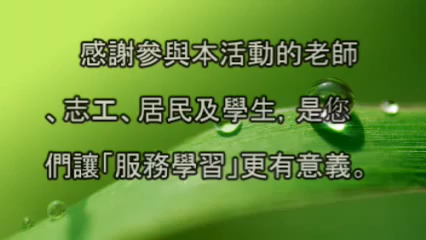 感謝參與本活動的老師
、志工、居民及學生，是您
們讓「服務學習」更有意義。